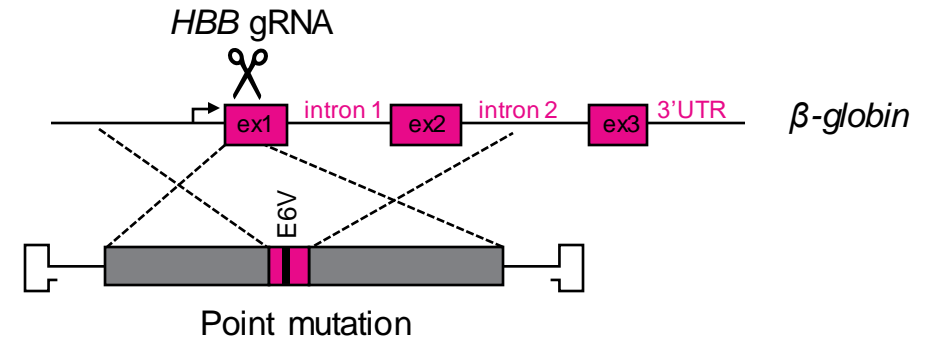 HBB gRNA
ex1 intron 1 ex2 intron 2 ex3 3’UTR β-globin
E6V
Point mutation